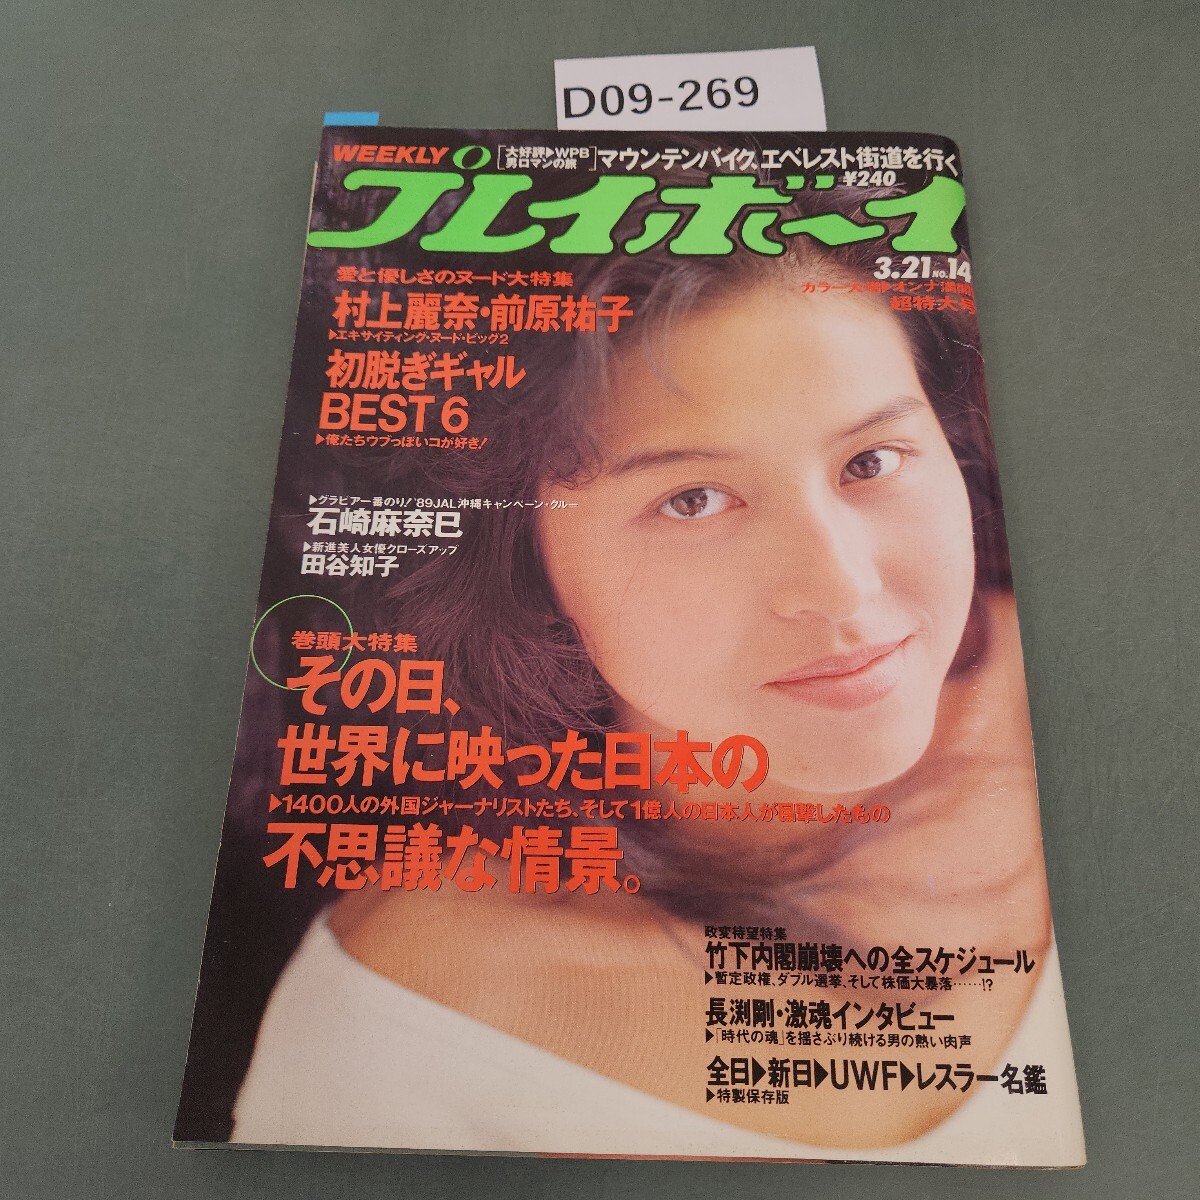 D09-269
WEEKLY
[大好評▶WPB 男ロマンの旅]マウンテンバイク、エベレスト街道を行く
¥240
プレイボーイ
3.21 NO.14
カラー大増▶オンナ満開
超特大号
愛と優しさのヌード大特集
村上麗奈・前原祐子
▶エキサイティング・ヌード・ビッグ2
初脱ぎギャル
BEST6
▶俺たちウブっぽいコが好き!
▶グラビア一番のり!'89JAL沖縄キャンペーン・クルー
石崎麻奈巳
▶新進美人女優クローズアップ
田谷知子
巻頭大特集
その日、
世界に映った日本の
▶1400人の外国ジャーナリストたち、そして1億人の日本人が目撃したもの
不思議な情景。
政変待望特集
竹下内閣崩壊への全スケジュール
▶暫定政権、ダブル選挙、そして株価大暴落……!?
長渕剛・激魂インタビュー
▶「時代の魂」を揺さぶり続ける男の熱い肉声
全日▶新日▶UWF▶レスラー名鑑
▶特製保存版